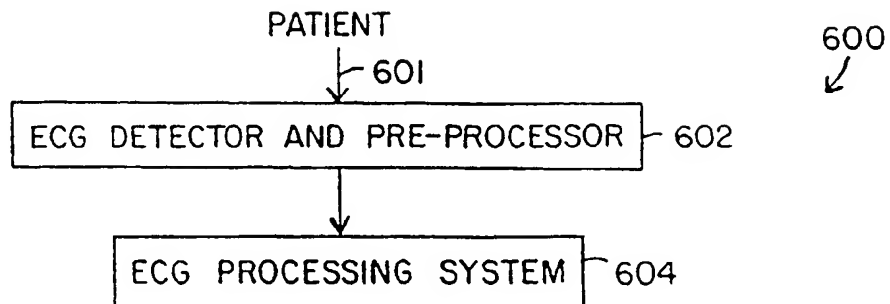 PATIENT
600
601
ECG DETECTOR AND PRE-PROCESSOR 602
ECG PROCESSING SYSTEM 604